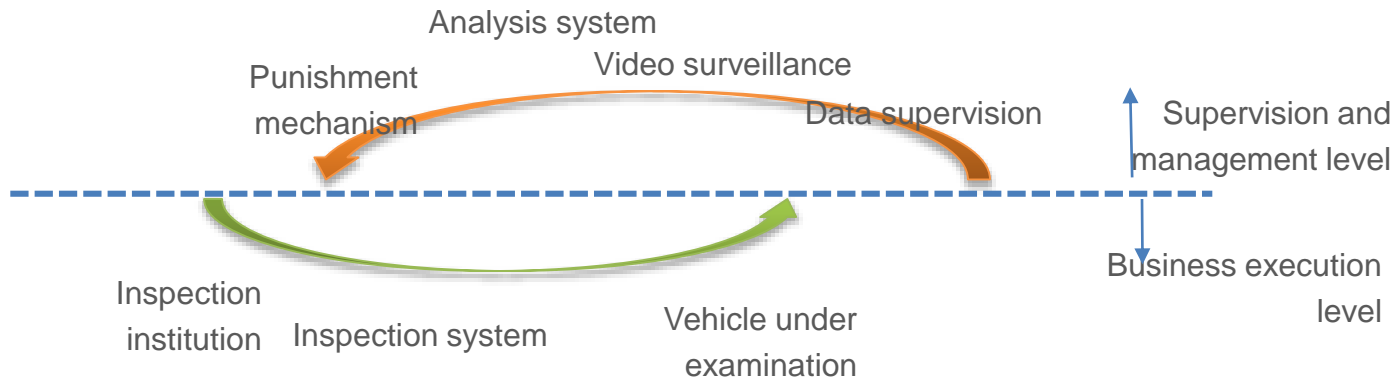 Analysis system
Punishment
mechanism
Video surveillance
Data supervision
Supervision and
management level
Business execution
level
Inspection
institution
Inspection system
Vehicle under
examination